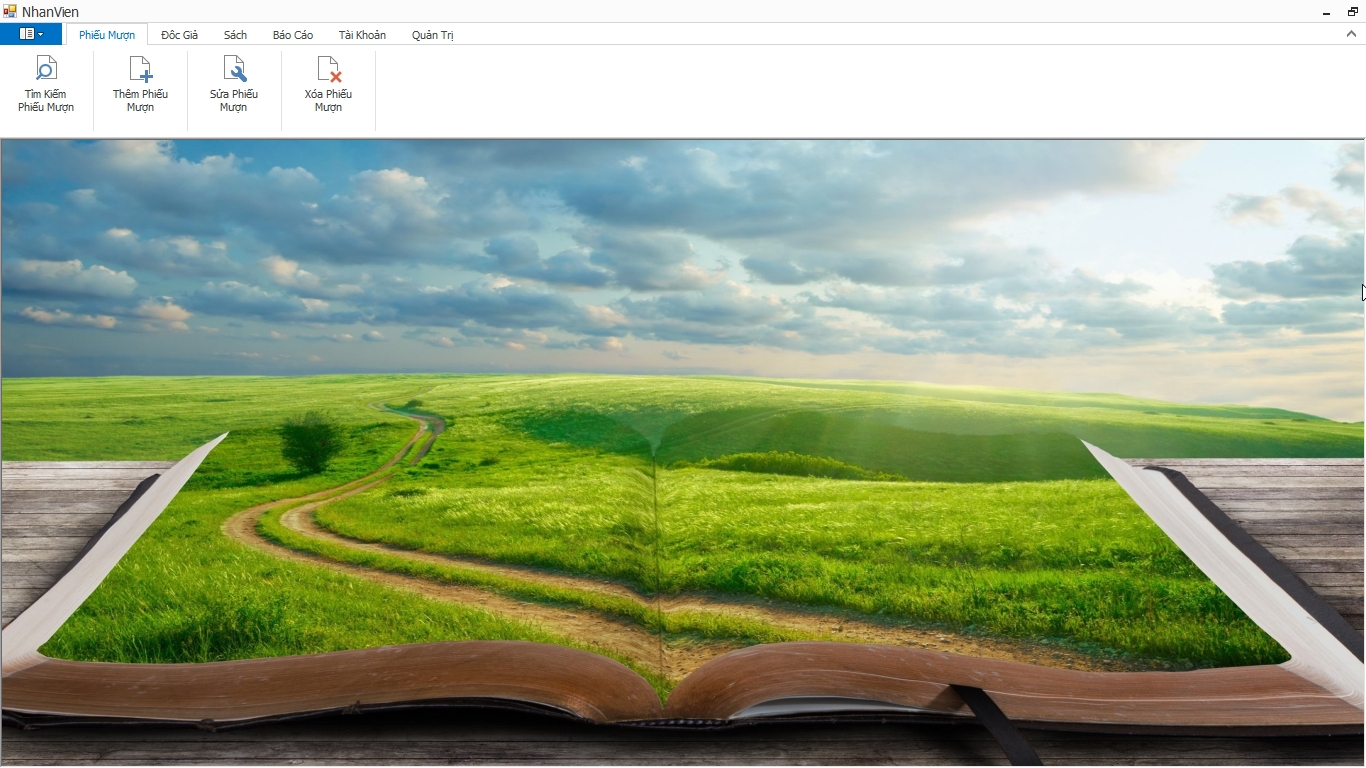 NhanVien
Phiếu Mượn
Độc Giả
Sách
Báo Cáo
Tài Khoản
Quản Trị
Tìm Kiếm
Phiếu Mượn
Thêm Phiếu
Mượn
Sửa Phiếu
Mượn
Xóa Phiếu
Mượn